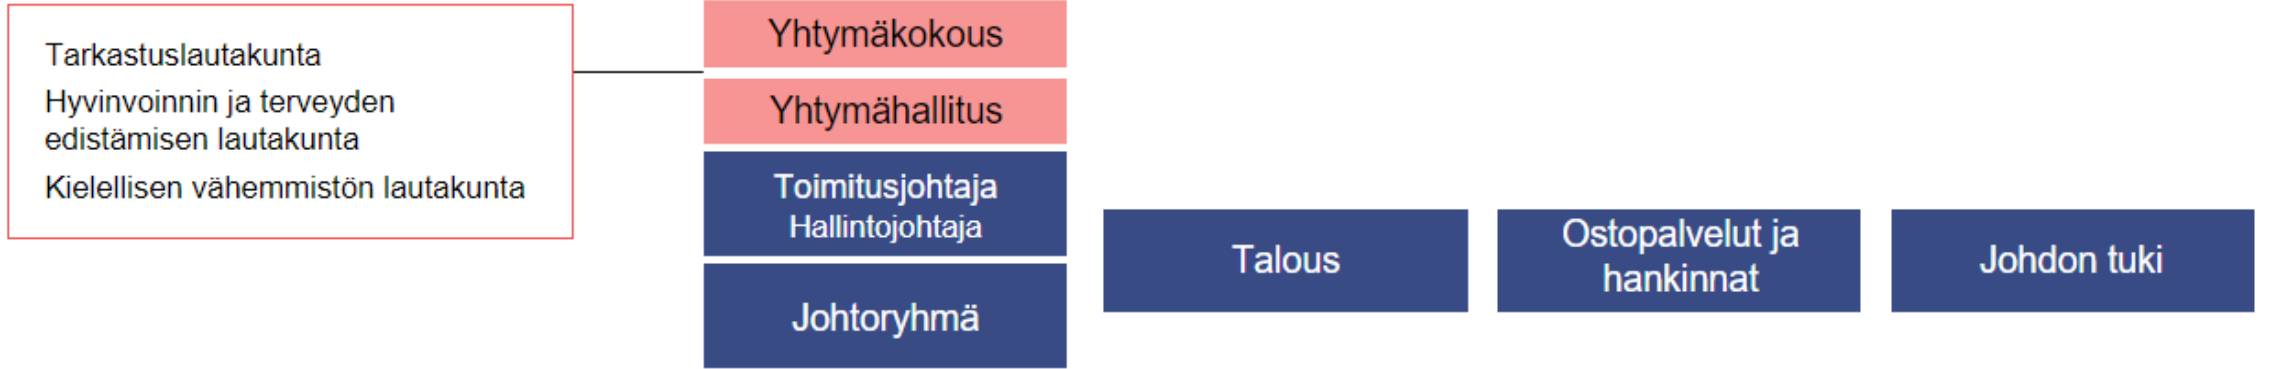 Tarkastuslautakunta
Hyvinvoinnin ja terveyden
edistämisen lautakunta
Kielellisen vähemmistön lautakunta
Yhtymäkokous
Yhtymähallitus
Toimitusjohtaja
Hallintojohtaja
Johtoryhmä
Talous
Ostopalvelut ja
hankinnat
Johdon tuki